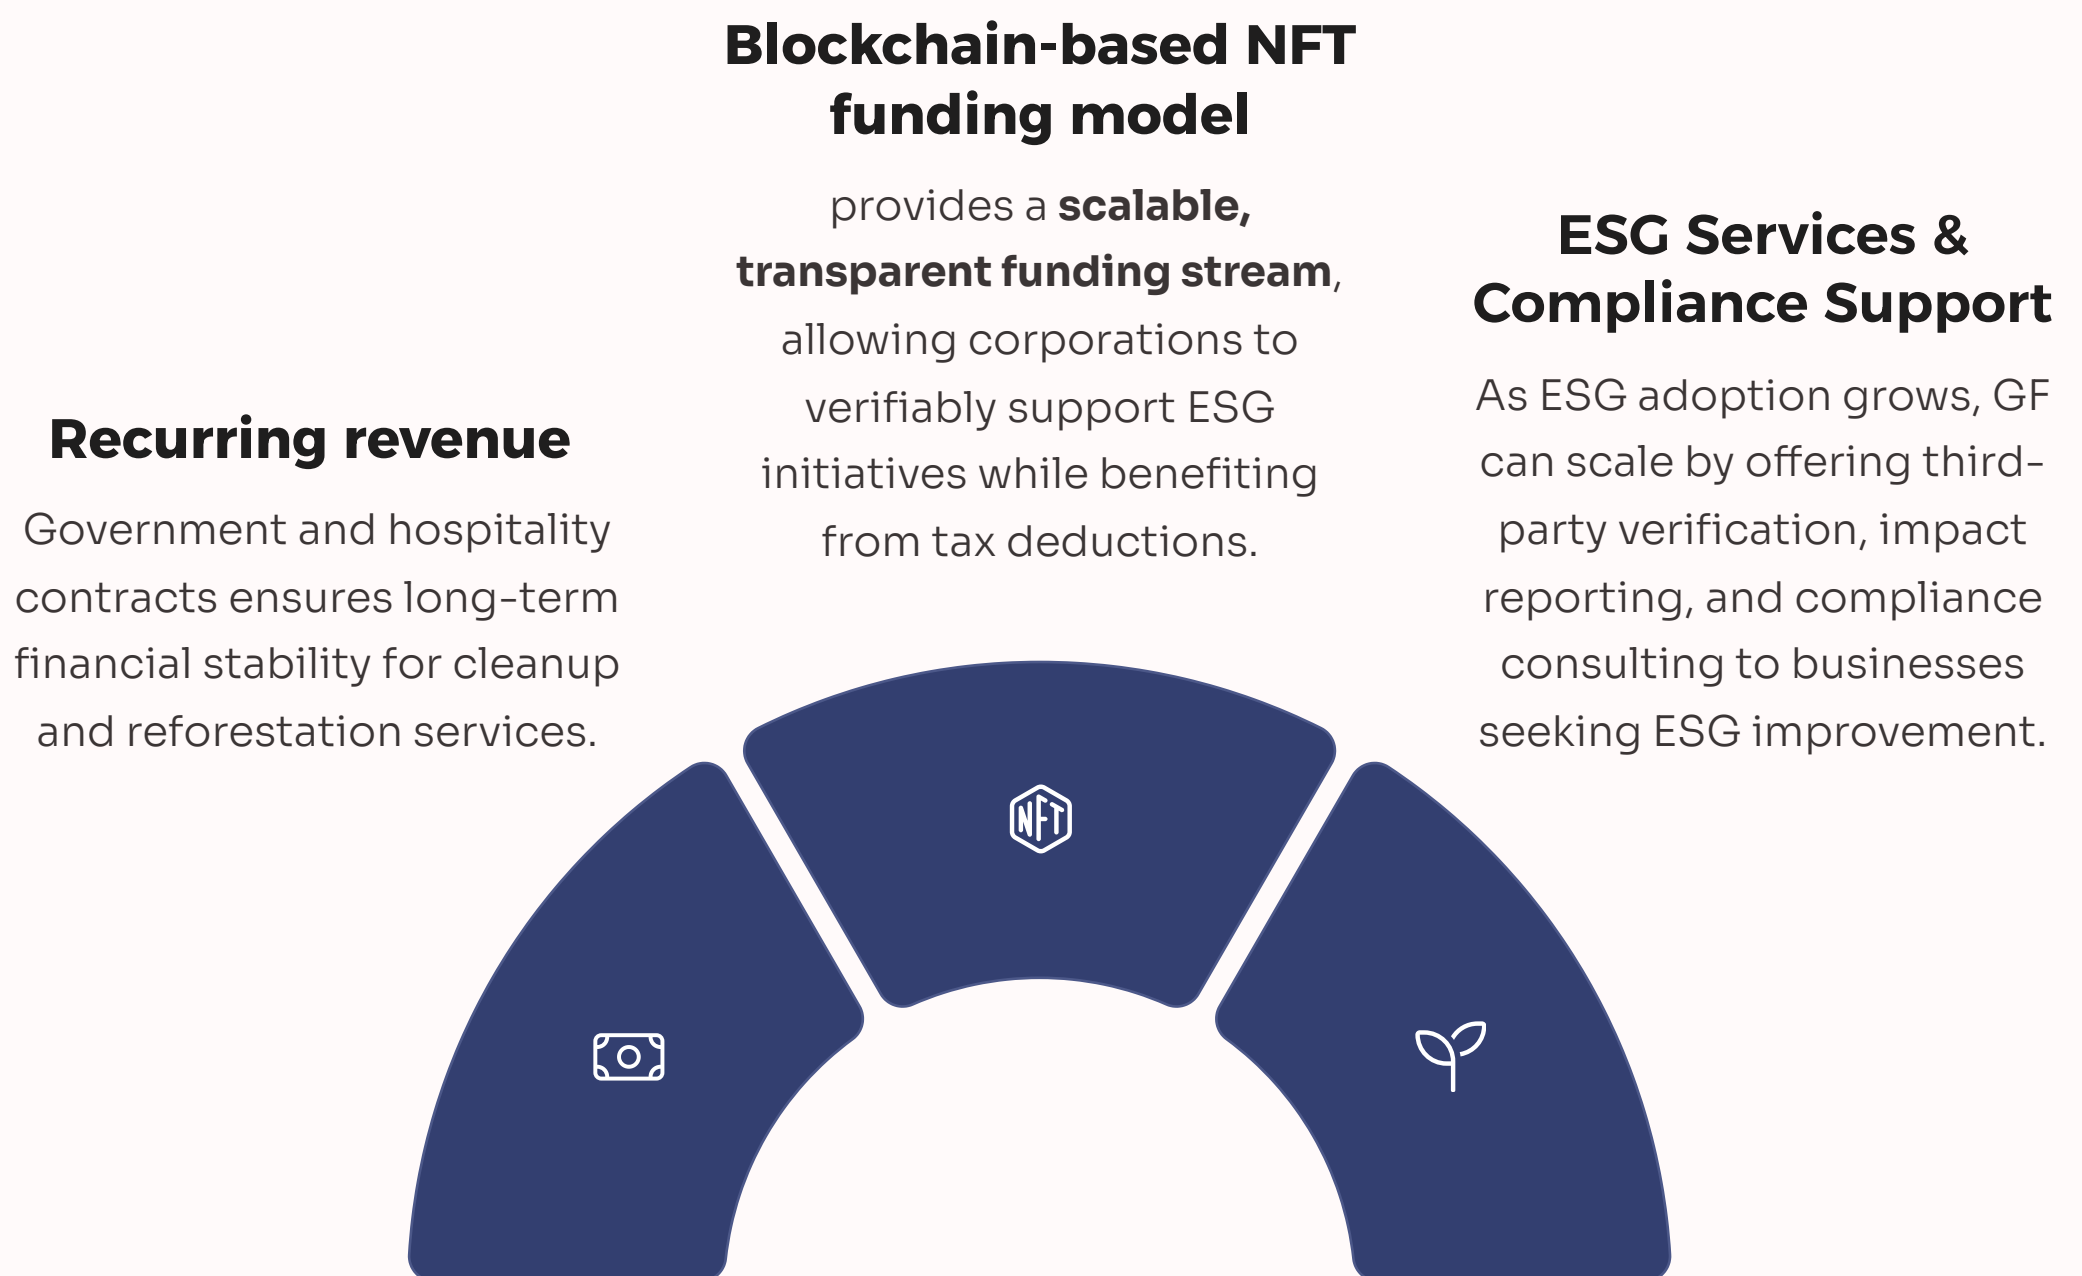 Blockchain-based NFT
funding model
provides a scalable,
transparent funding stream,
allowing corporations to
verifiably support ESG
initiatives while benefiting
from tax deductions.
ESG Services &
Compliance Support
As ESG adoption grows, GF
can scale by offering third-
party verification, impact
reporting, and compliance
consulting to businesses
seeking ESG improvement.
Recurring revenue
Government and hospitality
contracts ensures long-term
financial stability for cleanup
and reforestation services.
NFT